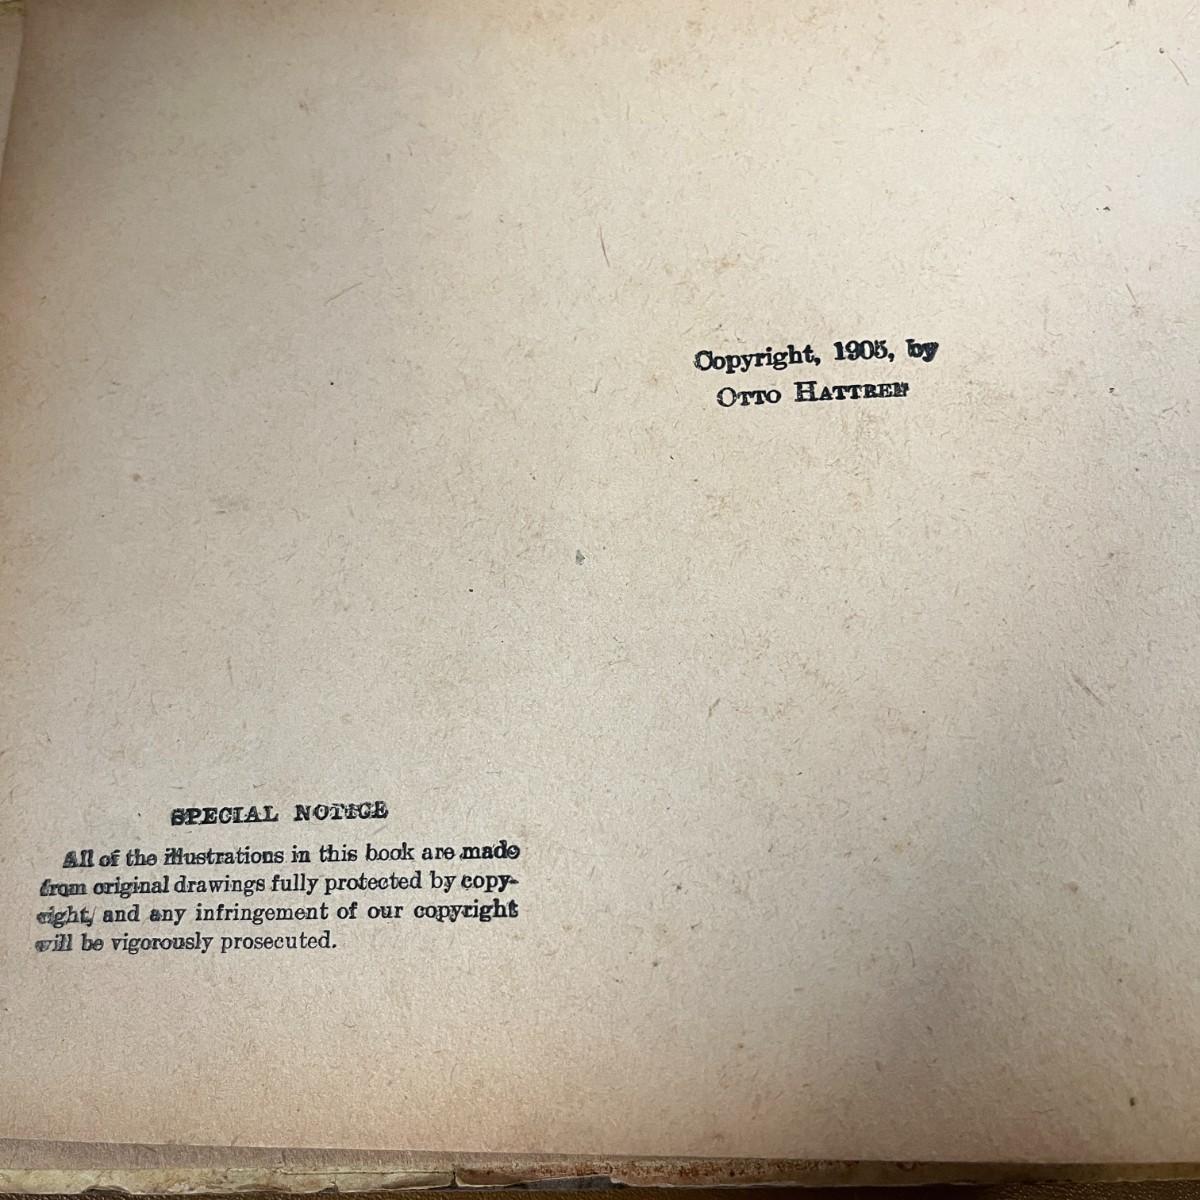 Copyright, 1905, by
OTTO HATTREM
SPECIAL NOTICE
All of the illustrations in this book are made
from original drawings fully protected by copy-
right, and any infringement of our copyright
will be vigorously prosecuted.